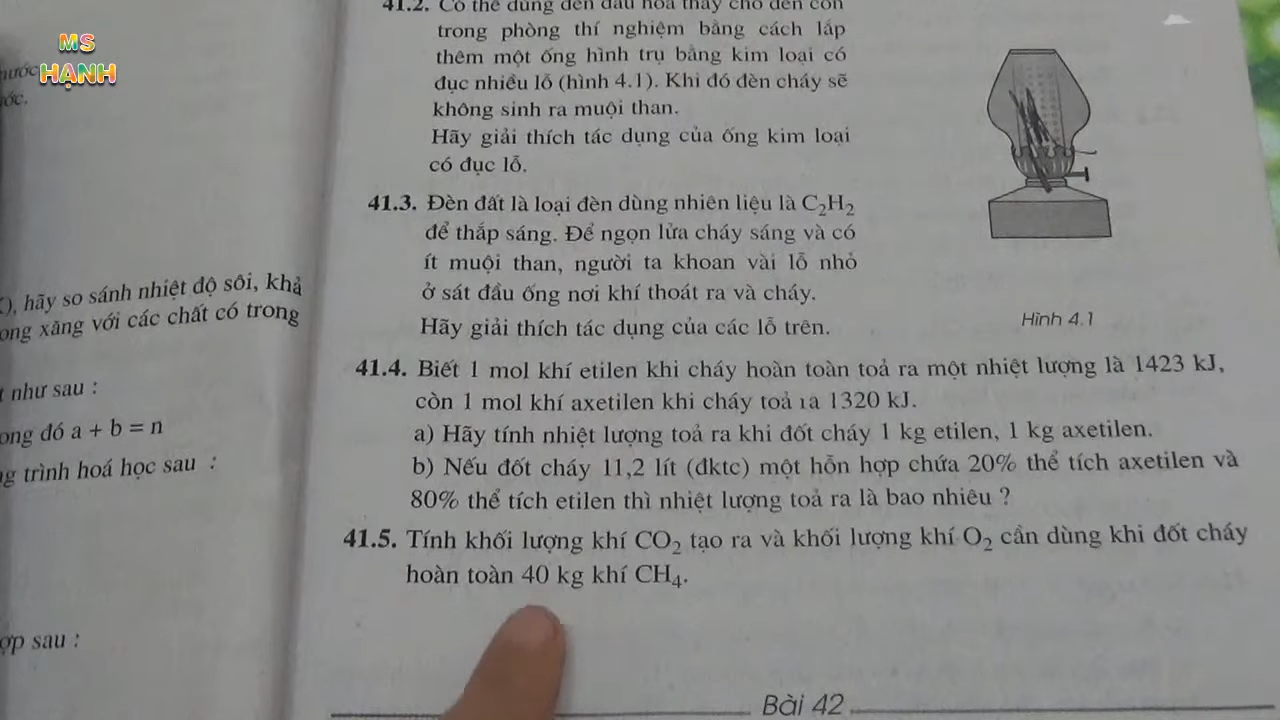 MS
HẠNH
41.2. Có thể dùng đèn dầu hoả thay cho đèn cồn
trong phòng thí nghiệm bằng cách lắp
thêm một ống hình trụ bằng kim loại có
đục nhiều lỗ (hình 4.1). Khi đó đèn cháy sẽ
không sinh ra muội than.
Hãy giải thích tác dụng của ống kim loại
có đục lỗ.
41.3. Đèn đất là loại đèn dùng nhiên liệu là C₂H₂
để thắp sáng. Để ngọn lửa cháy sáng và có
ít muội than, người ta khoan vài lỗ nhỏ
ở sát đầu ống nơi khí thoát ra và cháy.
Hãy giải thích tác dụng của các lỗ trên.
Hình 4.1
41.4. Biết 1 mol khí etilen khi cháy hoàn toàn toả ra một nhiệt lượng là 1423 kJ,
còn 1 mol khí axetilen khi cháy toả ra 1320 kJ.
a) Hãy tính nhiệt lượng toả ra khi đốt cháy 1 kg etilen, 1 kg axetilen.
b) Nếu đốt cháy 11,2 lít (đktc) một hỗn hợp chứa 20% thể tích axetilen và
80% thể tích etilen thì nhiệt lượng toả ra là bao nhiêu ?
41.5. Tính khối lượng khí CO₂ tạo ra và khối lượng khí O₂ cần dùng khi đốt cháy
hoàn toàn 40 kg khí CH₄.
Bài 42
), hãy so sánh nhiệt độ sôi, khả
ong xăng với các chất có trong
như sau :
ong đó a + b = n
g trình hoá học sau :
ợp sau :